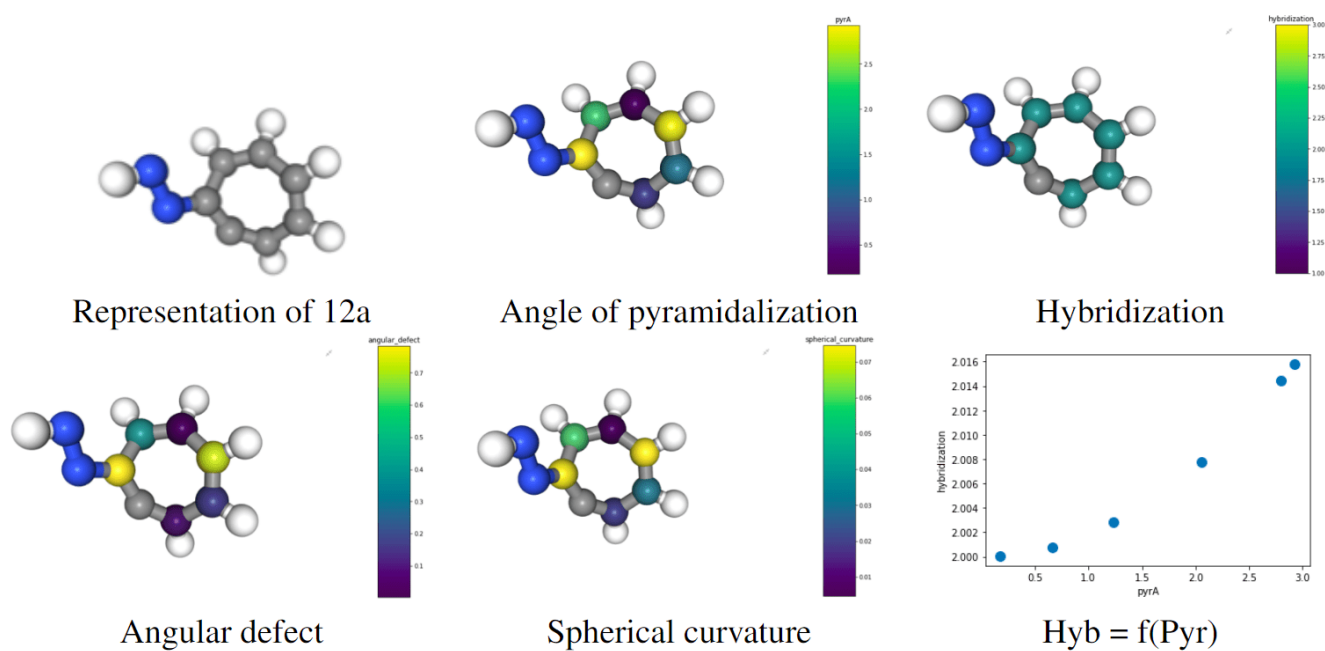 pyrA
2.5
2.0
1.5
1.0
0.5
hybridization
3.00
2.75
2.50
2.25
2.00
1.75
1.50
1.25
1.00
Representation of 12a
Angle of pyramidalization
Hybridization
angular_defect
0.7
0.6
0.5
0.4
0.3
0.2
0.1
spherical_curvature
0.07
0.06
0.05
0.04
0.03
0.02
0.01
hybridization
2.016
2.014
2.012
2.010
2.008
2.006
2.004
2.002
2.000
0.5 1.0 1.5 2.0 2.5 3.0
pyrA
Angular defect
Spherical curvature
Hyb = f(Pyr)